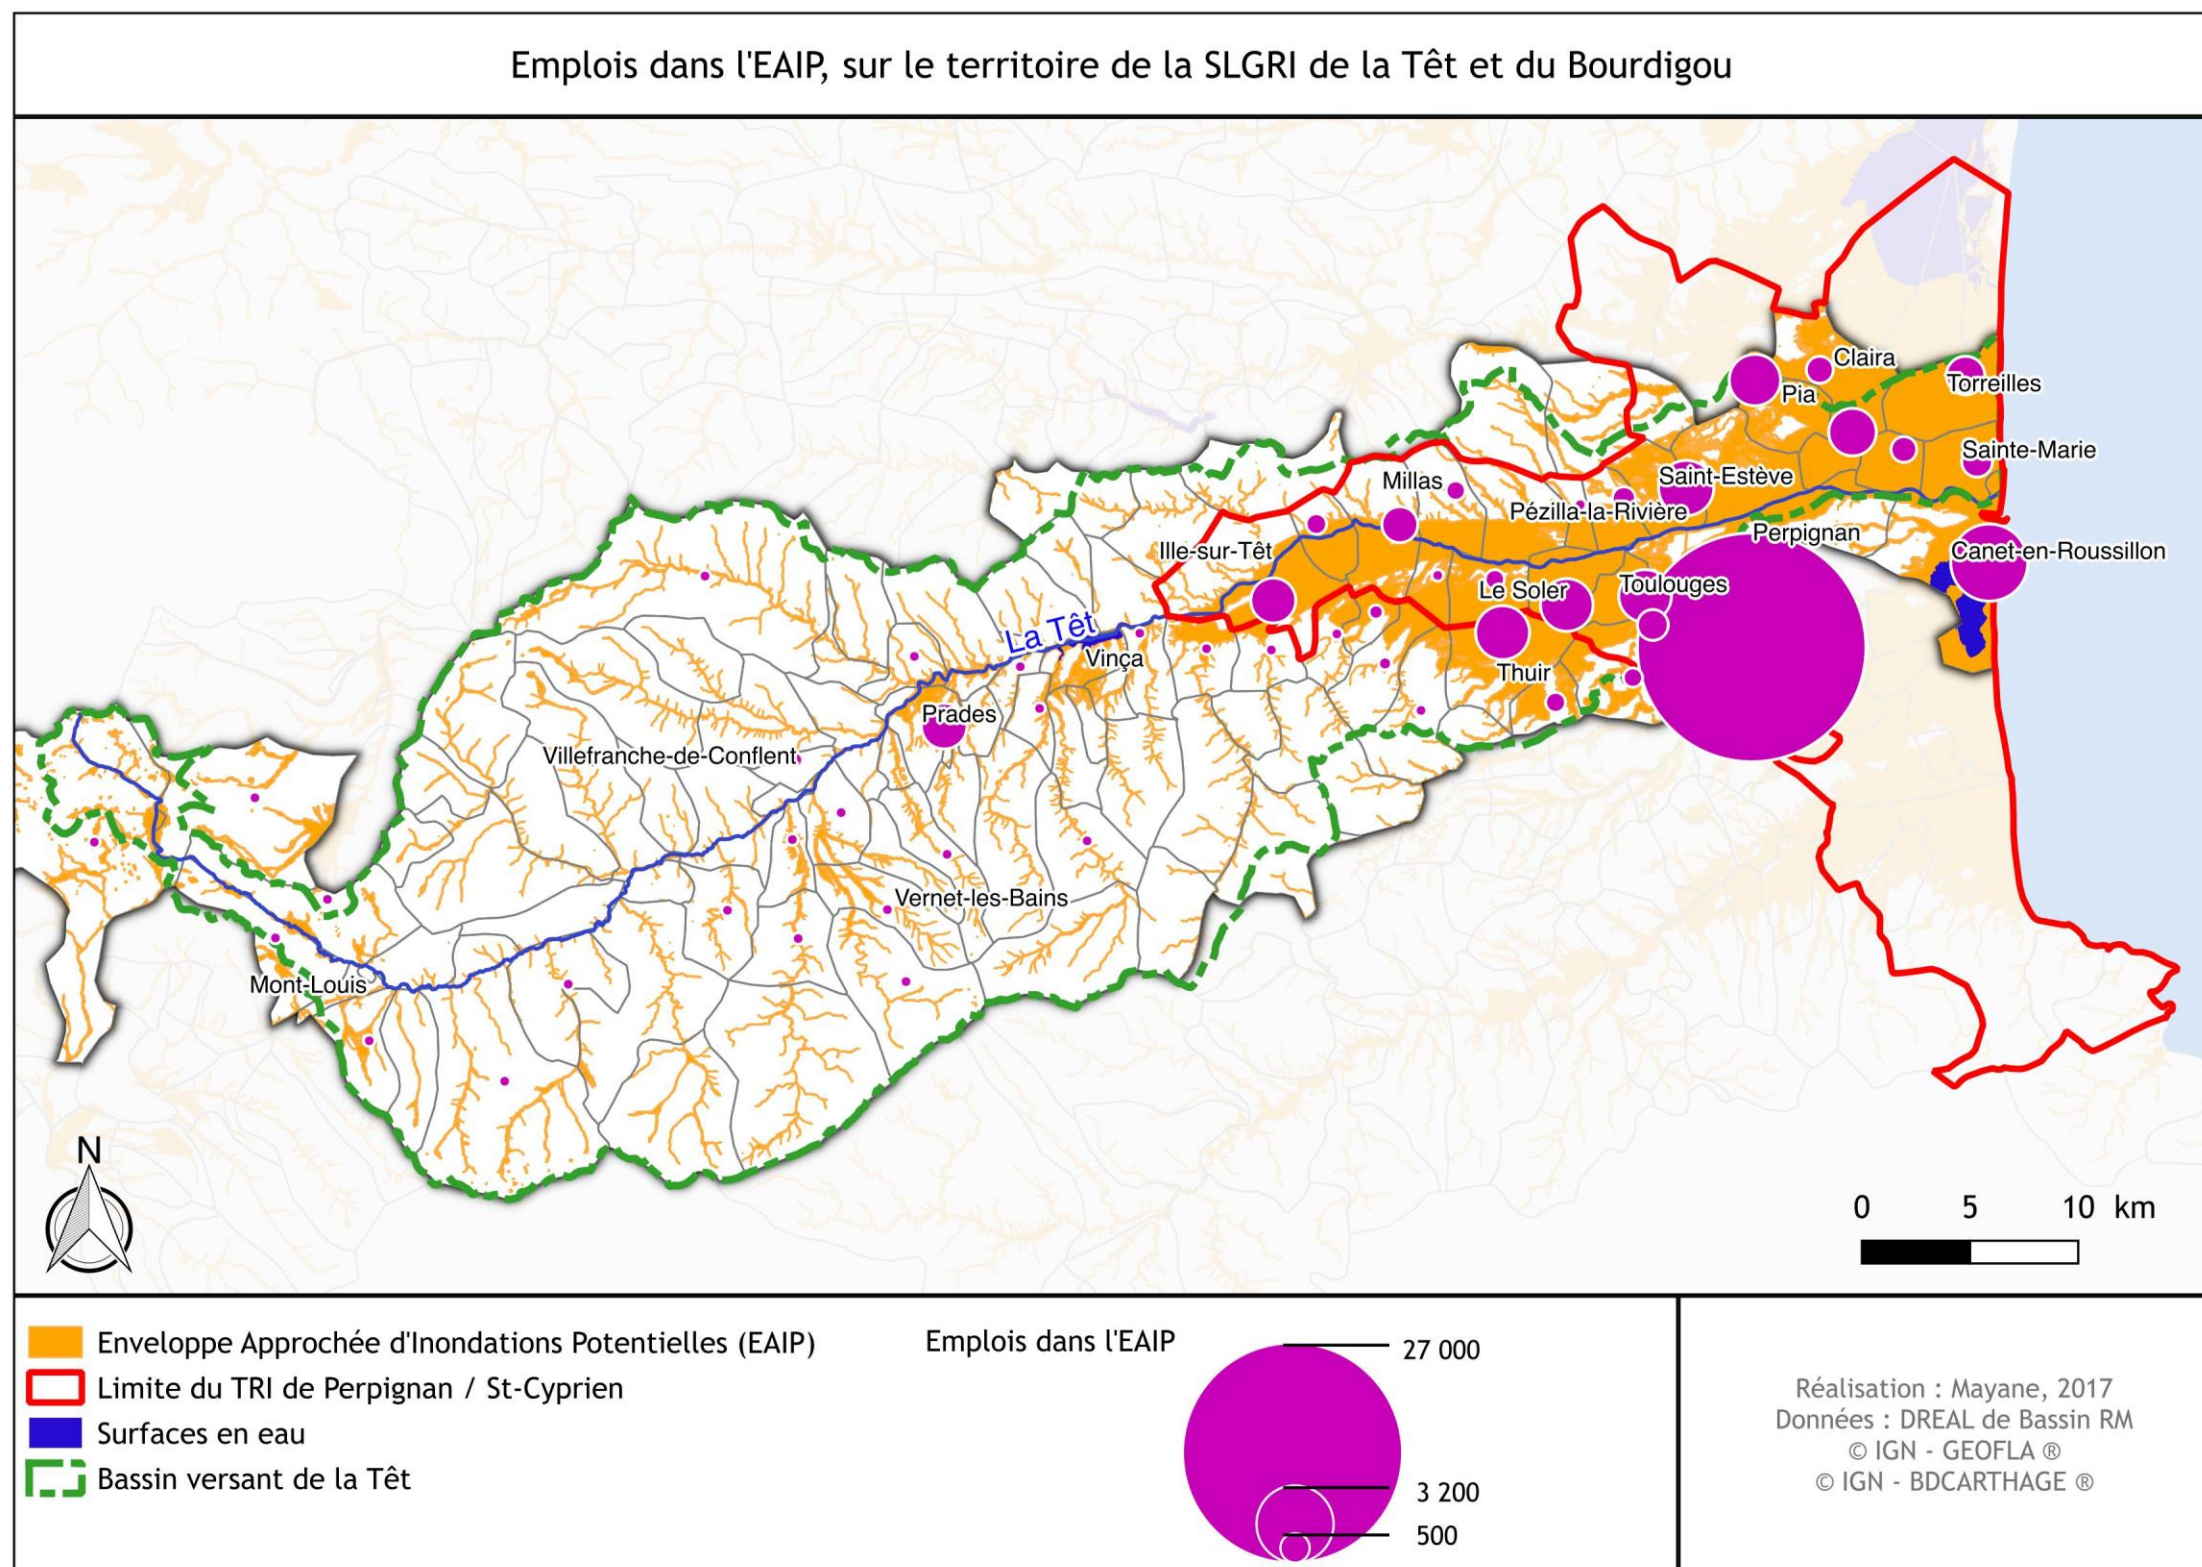 Emplois dans l'EAIP, sur le territoire de la SLGRI de la Têt et du Bourdigou
Claira
Pia
Torreilles
Sainte-Marie
Saint-Estève
Millas
Pézilla-la-Rivière
Perpignan
Canet-en-Roussillon
Ille-sur-Têt
Le Soler
Toulouges
La Têt
Vinça
Thuir
Prades
Villefranche-de-Conflent
Vernet-les-Bains
Mont-Louis
N
0 5 10 km
Enveloppe Approchée d'Inondations Potentielles (EAIP)
Limite du TRI de Perpignan / St-Cyprien
Surfaces en eau
Bassin versant de la Têt
Emplois dans l'EAIP
27 000
3 200
500
Réalisation : Mayane, 2017
Données : DREAL de Bassin RM
© IGN - GEOFLA ®
© IGN - BDCARTHAGE ®